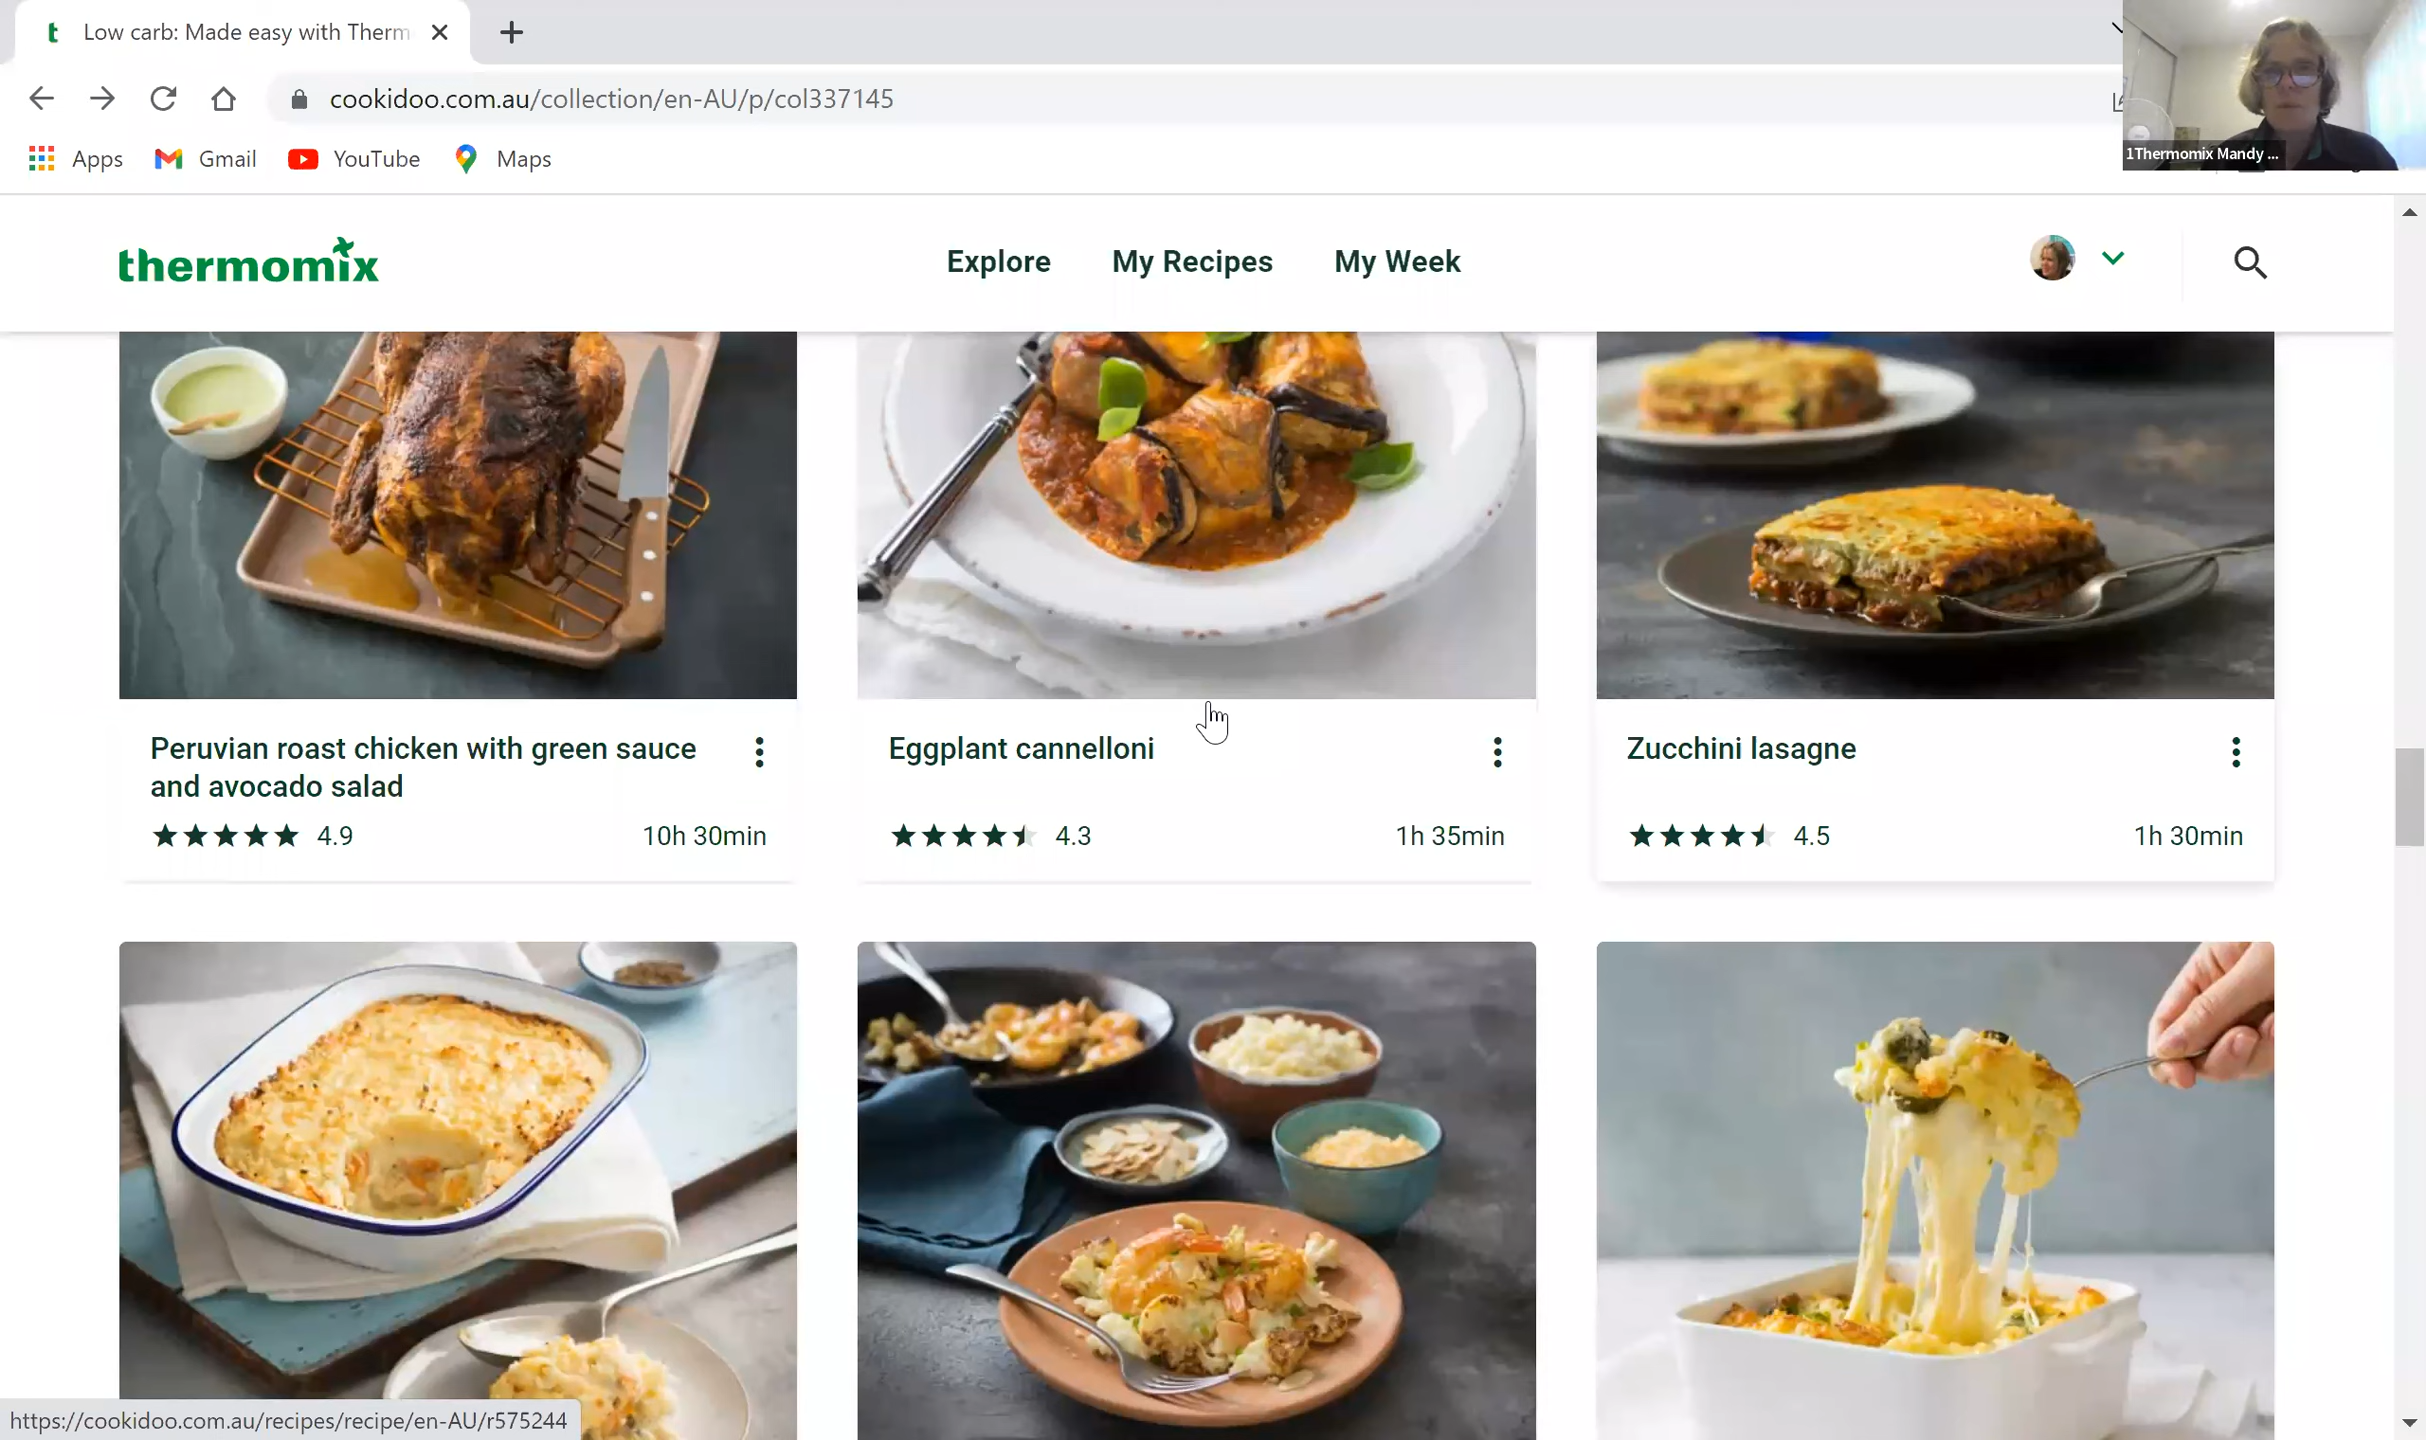 Low carb: Made easy with Therm
cookidoo.com.au/collection/en-AU/p/col337145
Apps Gmail YouTube Maps
1Thermomix Mandy ...
thermomix Explore My Recipes My Week
Peruvian roast chicken with green sauce
and avocado salad
4.9 10h 30min
Eggplant cannelloni
4.3 1h 35min
Zucchini lasagne
4.5 1h 30min
https://cookidoo.com.au/recipes/recipe/en-AU/r575244